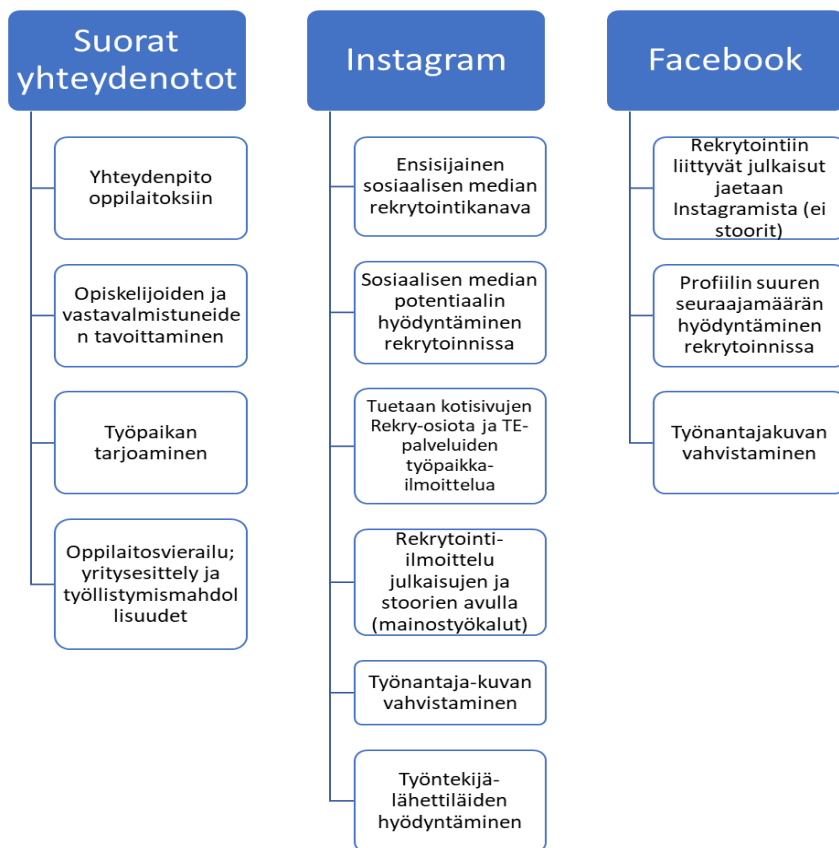 Suorat
yhteydenotot
Yhteydenpito
oppilaitoksiin
Opiskelijoiden ja
vastavalmistuneide
n tavoittaminen
Työpaikan
tarjoaminen
Oppilaitosvierailu;
yritysesittely ja
työllistymismahdol
lisuudet
Instagram
Ensisijainen
sosiaalisen median
rekrytointikanava
Sosiaalisen median
potentiaalin
hyödyntäminen
rekrytoinnissa
Tuetaan kotisivujen
Rekry-osiota ja TE-
palveluiden
työpaikka-
ilmoittelua
Rekrytointi-
ilmoittelu
julkaisujen ja
stoorien avulla
(mainostyökalut)
Työnantaja-kuvan
vahvistaminen
Työntekijä-
lähettiläiden
hyödyntäminen
Facebook
Rekrytointiin
liittyvät julkaisut
jaetaan
Instagramista (ei
stoorit)
Profiilin suuren
seuraajamäärän
hyödyntäminen
rekrytoinnissa
Työnantajakuvan
vahvistaminen